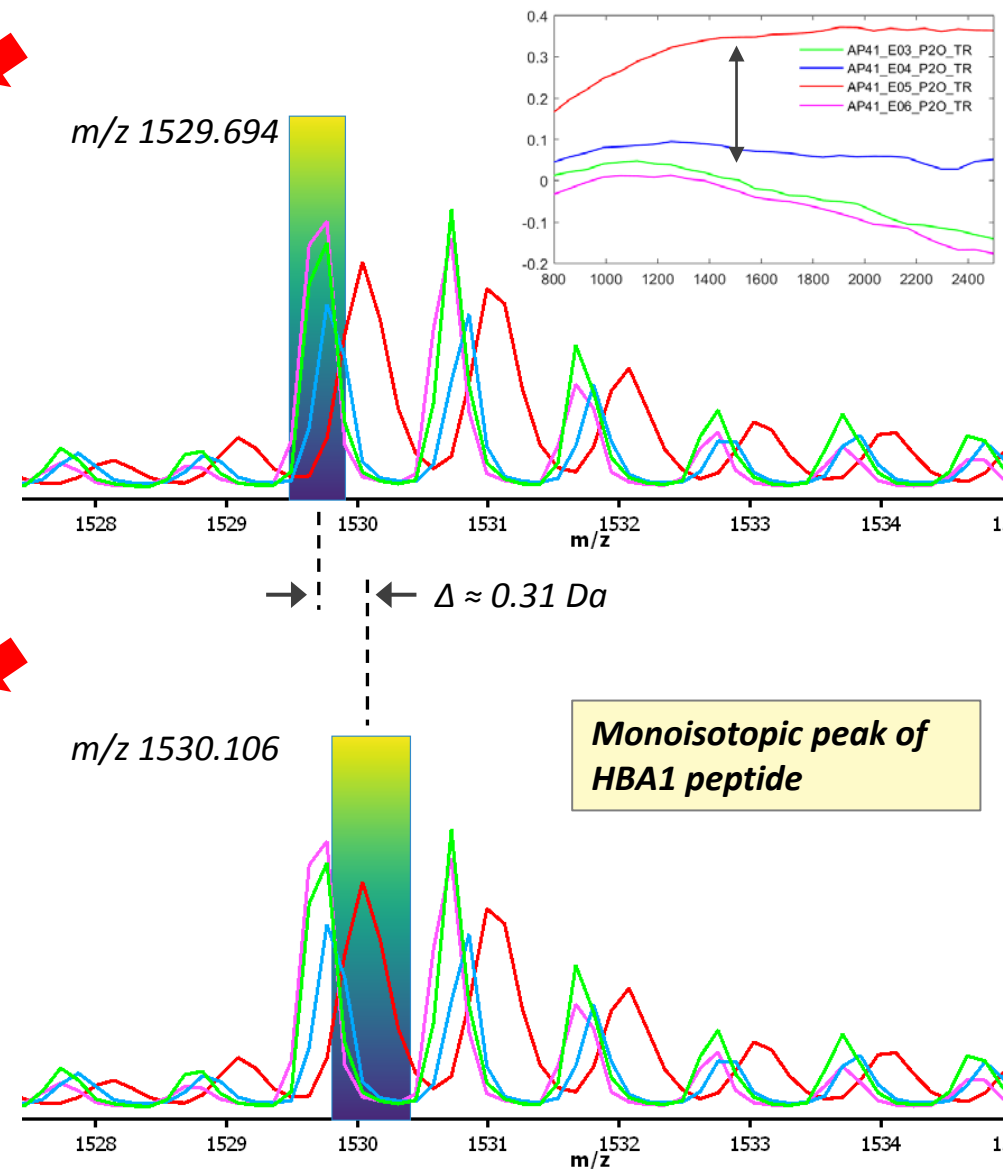 0.4
0.3
0.2
0.1
0
-0.1
-0.2
800 1000 1200 1400 1600 1800 2000 2200 2400
AP41_E03_P2O_TR
AP41_E04_P2O_TR
AP41_E05_P2O_TR
AP41_E06_P2O_TR
m/z 1529.694
1528 1529 1530 1531 1532 1533 1534 1
m/z
Δ ≈ 0.31 Da
m/z 1530.106
Monoisotopic peak of
HBA1 peptide
1528 1529 1530 1531 1532 1533 1534 1
m/z